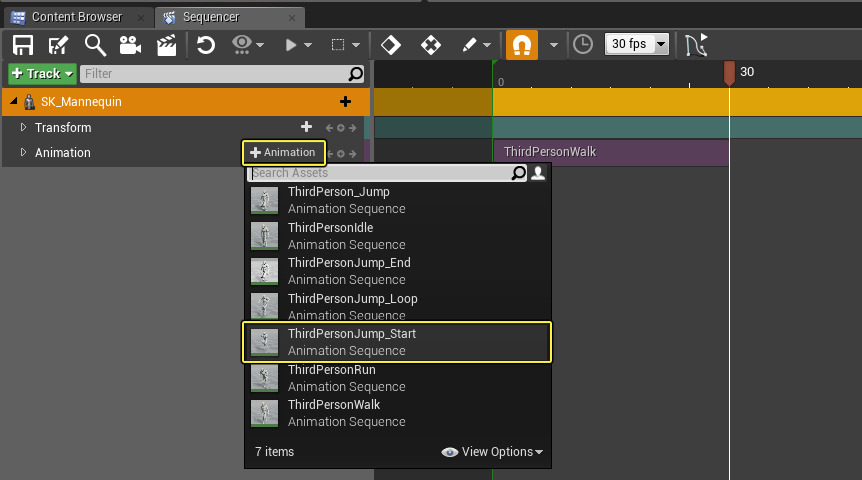 Content Browser
Sequencer
30 fps
Track
Filter
0
30
SK_Mannequin
Transform
Animation
Animation
ThirdPersonWalk
Search Assets
ThirdPerson_Jump
Animation Sequence
ThirdPersonIdle
Animation Sequence
ThirdPersonJump_End
Animation Sequence
ThirdPersonJump_Loop
Animation Sequence
ThirdPersonJump_Start
Animation Sequence
ThirdPersonRun
Animation Sequence
ThirdPersonWalk
Animation Sequence
7 items
View Options